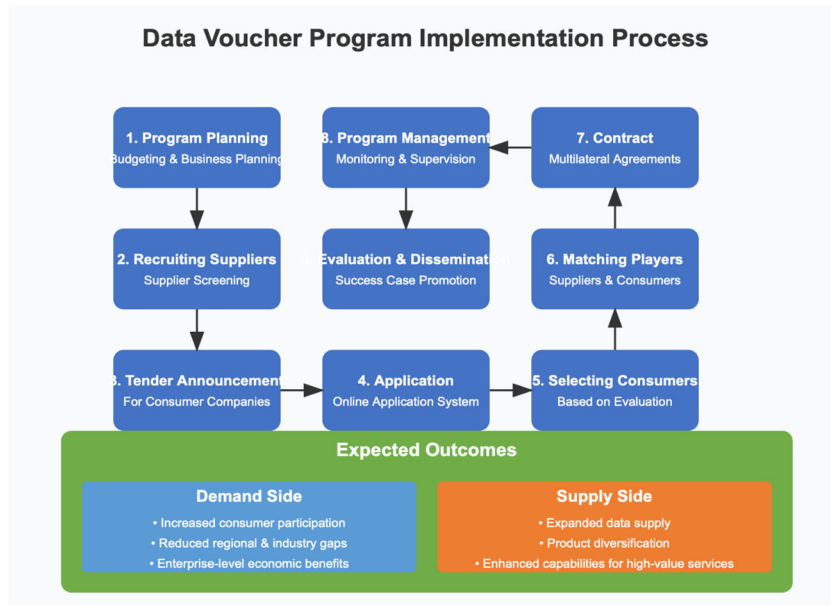 Data Voucher Program Implementation Process
1. Program Planning
Budgeting & Business Planning
2. Recruiting Suppliers
Supplier Screening
3. Tender Announcement
For Consumer Companies
4. Application
Online Application System
5. Selecting Consumers
Based on Evaluation
6. Matching Players
Suppliers & Consumers
7. Contract
Multilateral Agreements
8. Program Management
Monitoring & Supervision
9. Evaluation & Dissemination
Success Case Promotion
Expected Outcomes
Demand Side
• Increased consumer participation
• Reduced regional & industry gaps
• Enterprise-level economic benefits
Supply Side
• Expanded data supply
• Product diversification
• Enhanced capabilities for high-value services